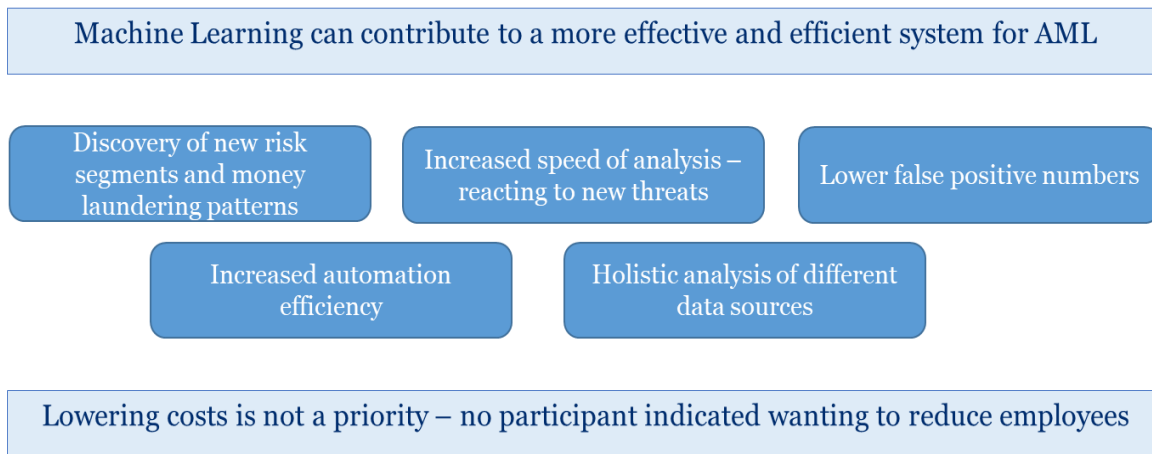 Machine Learning can contribute to a more effective and efficient system for AML
Discovery of new risk
segments and money
laundering patterns
Increased speed of analysis –
reacting to new threats
Lower false positive numbers
Increased automation
efficiency
Holistic analysis of different
data sources
Lowering costs is not a priority – no participant indicated wanting to reduce employees